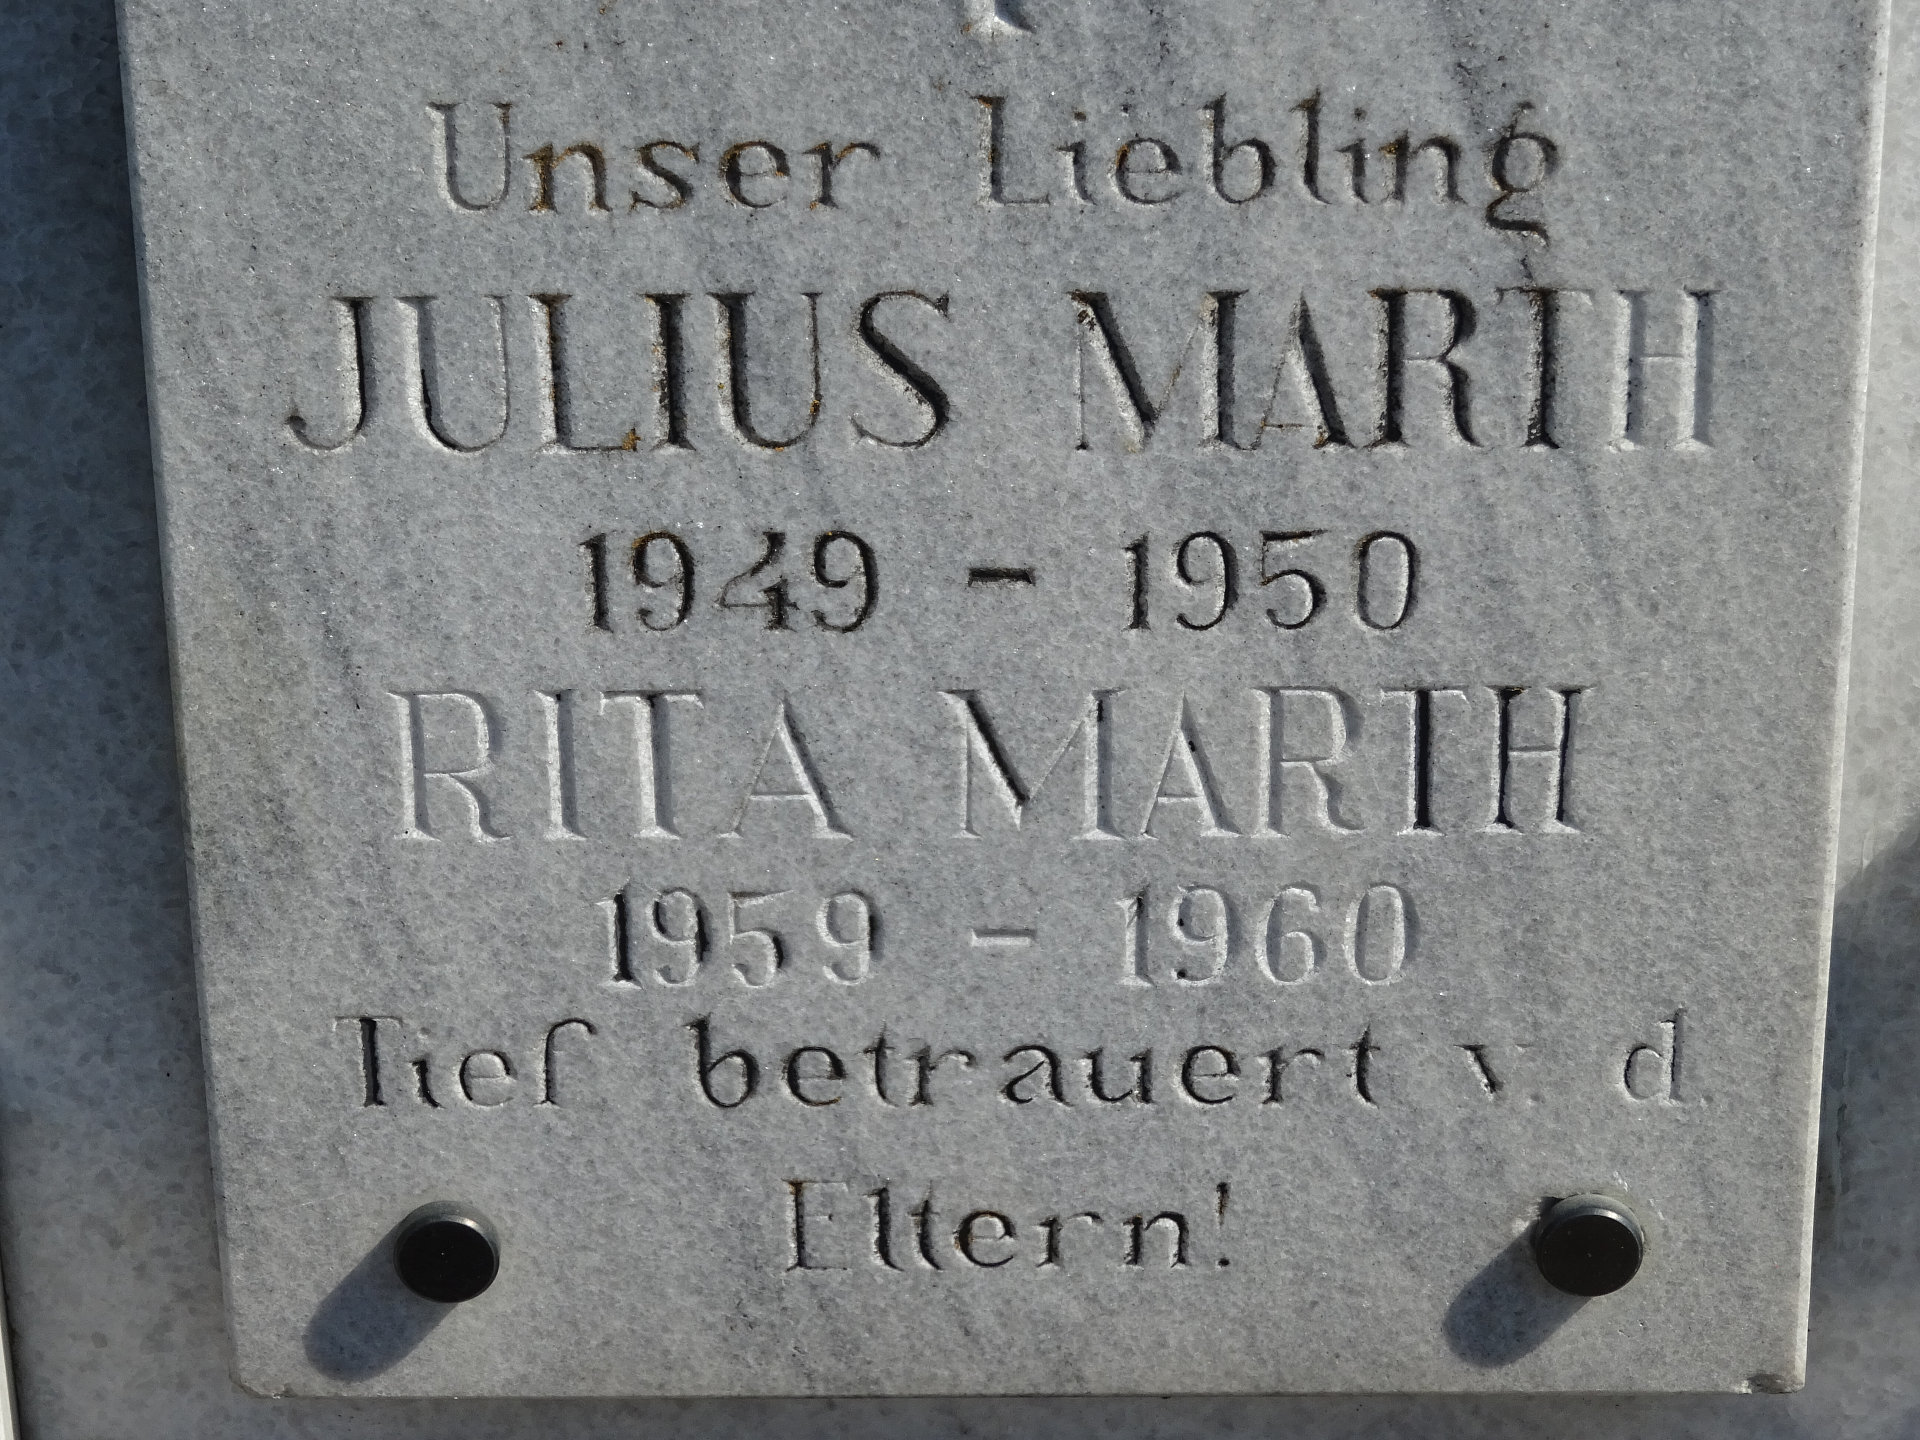 Unser Liebling
JULIUS MARTH
1949 - 1950
RITA MARTH
1959 - 1960
Tief betrauert v. d.
Eltern!